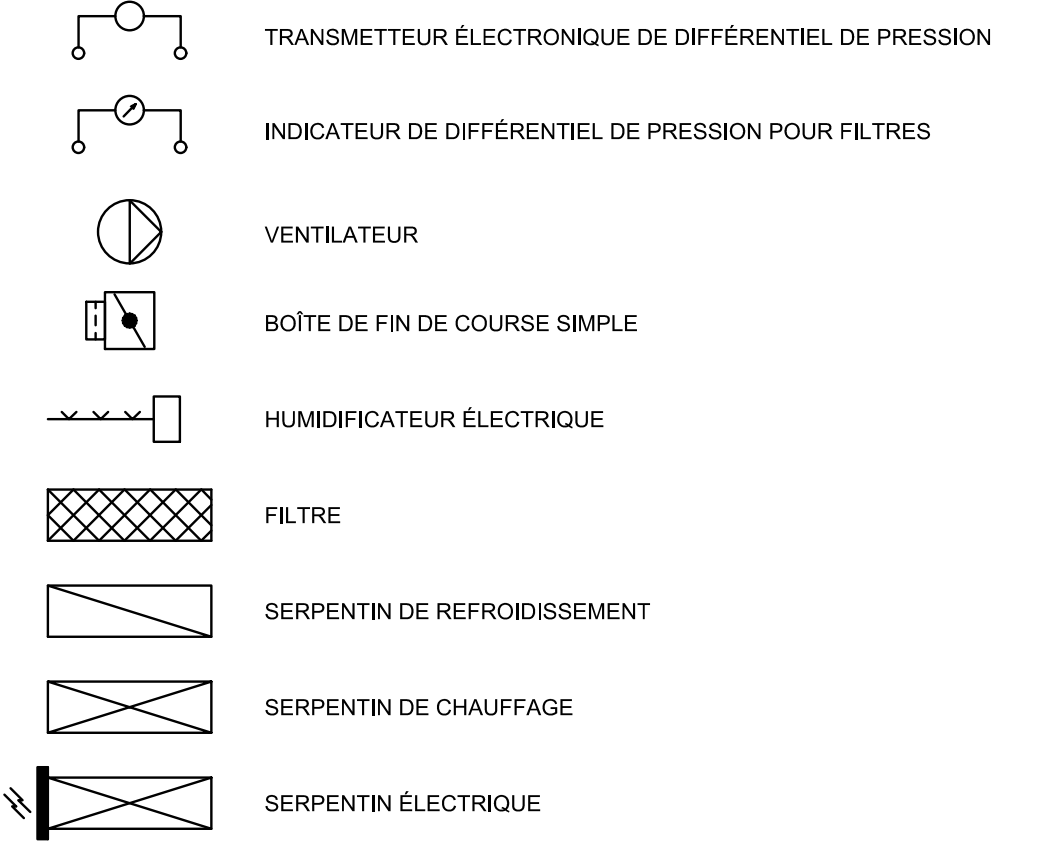 TRANSMETTEUR ÉLECTRONIQUE DE DIFFÉRENTIEL DE PRESSION
INDICATEUR DE DIFFÉRENTIEL DE PRESSION POUR FILTRES
VENTILATEUR
BOÎTE DE FIN DE COURSE SIMPLE
HUMIDIFICATEUR ÉLECTRIQUE
FILTRE
SERPENTIN DE REFROIDISSEMENT
SERPENTIN DE CHAUFFAGE
SERPENTIN ÉLECTRIQUE